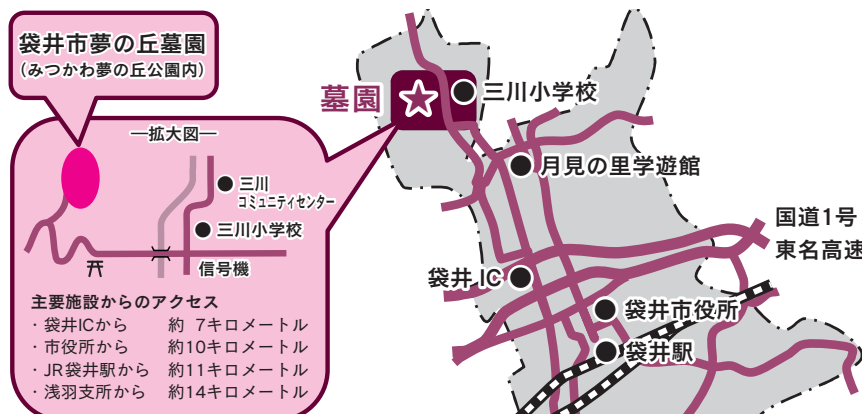 袋井市夢の丘墓園
(みつかわ夢の丘公園内)
―拡大図―
三川
コミュニティセンター
三川小学校
信号機
主要施設からのアクセス
・袋井ICから 約 7キロメートル
・市役所から 約10キロメートル
・JR袋井駅から 約11キロメートル
・浅羽支所から 約14キロメートル
墓園
三川小学校
月見の里学遊館
国道1号
東名高速
袋井IC
袋井市役所
袋井駅